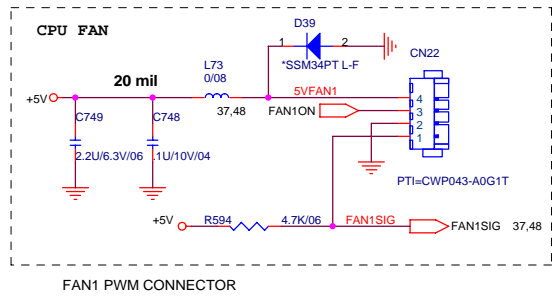 CPU FAN
D39
1 2
*SSM34PT L-F
CN22
L73
0/08
20 mil
+5V
37,48
5VFAN1
FAN1ON
4
3
2
1
C749
C748
2.2U/6.3V/06
.1U/10V/04
PTI=CWP043-A0G1T
+5V
R594
4.7K/06
FAN1SIG
FAN1SIG
37,48
FAN1 PWM CONNECTOR